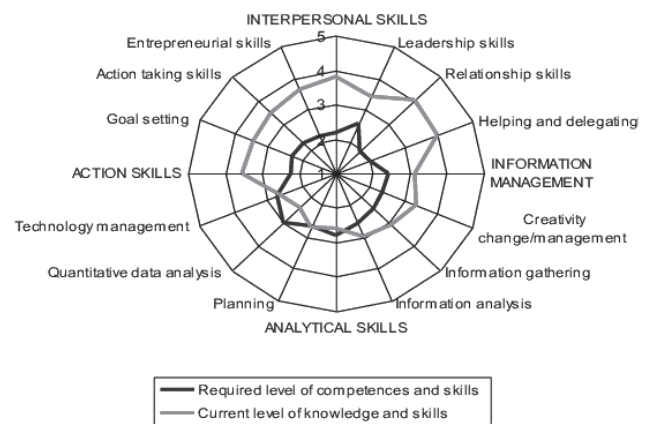 INTERPERSONAL SKILLS
Entrepreneurial skills
Leadership skills
Action taking skills
Relationship skills
Goal setting
Helping and delegating
ACTION SKILLS
INFORMATION
MANAGEMENT
Technology management
Creativity
change/management
Quantitative data analysis
Information gathering
Planning
Information analysis
ANALYTICAL SKILLS
5
4
3
2
1
Required level of competences and skills
Current level of knowledge and skills